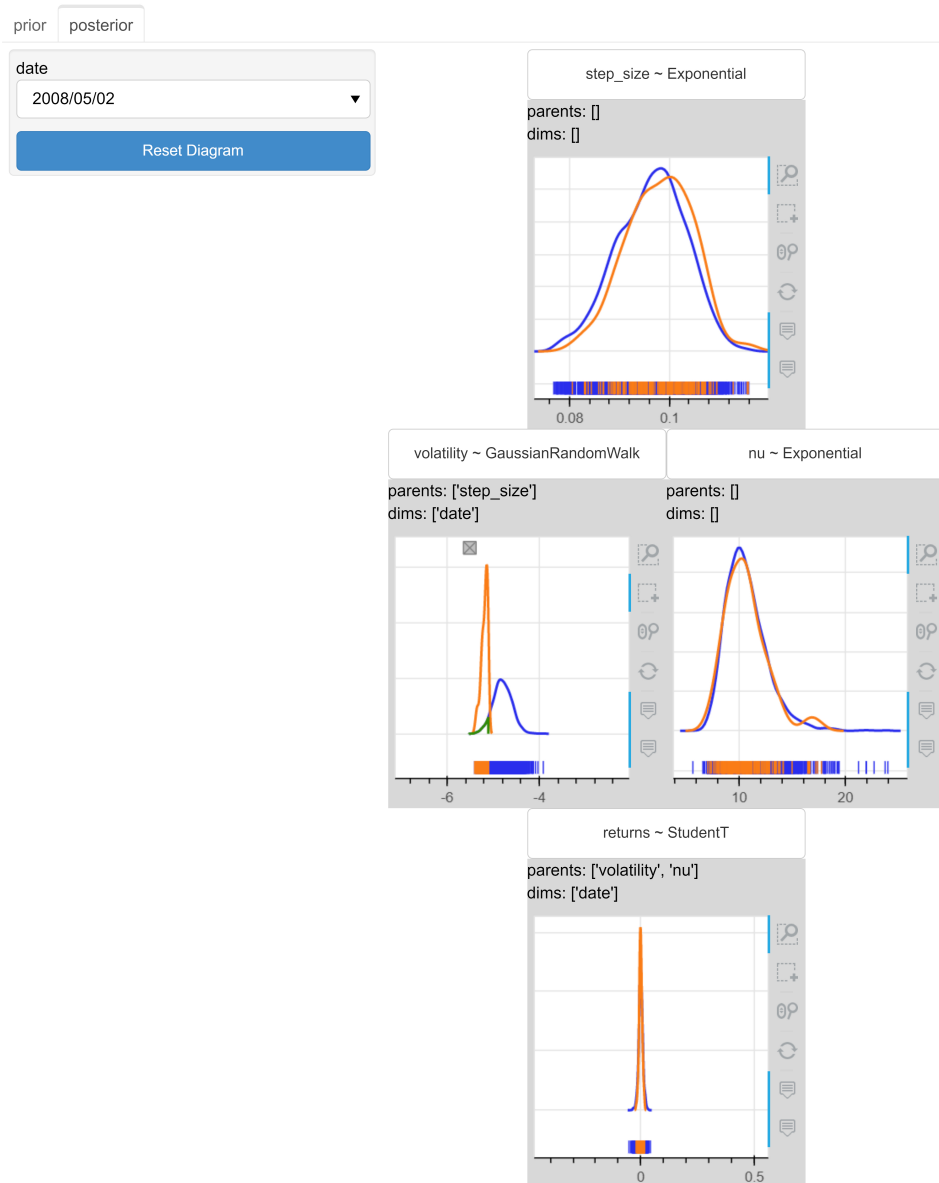 prior posterior
date
2008/05/02
Reset Diagram
step_size ~ Exponential
parents: []
dims: []
0.08 0.1
volatility ~ GaussianRandomWalk
parents: ['step_size']
dims: ['date']
-6 -4
nu ~ Exponential
parents: []
dims: []
10 20
returns ~ StudentT
parents: ['volatility', 'nu']
dims: ['date']
0 0.5